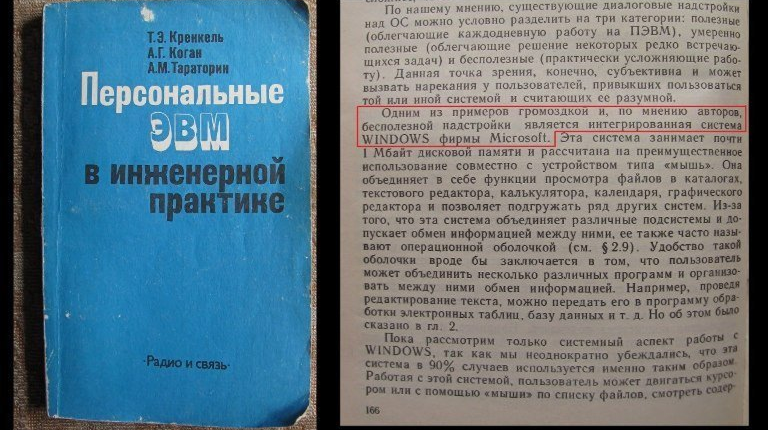 Т.Э. Кренкель
А.Г. Коган
А.М. Тараторин
Персональные
ЭВМ
в инженерной
практике
·Радио и связь·
По нашему мнению, существующие диалоговые надстройки
над ОС можно условно разделить на три категории: полезные
(облегчающие каждодневную работу на ПЭВМ), умеренно
полезные (облегчающие решение некоторых редко встречаю-
щихся задач) и бесполезные (практически усложняющие рабо-
ту). Данная точка зрения, конечно, субъективна и может
вызвать нарекания у пользователей, привыкших пользоваться
той или иной системой и считающих ее разумной.
Одним из примеров громоздкой и, по мнению авторов,
бесполезной надстройки является интегрированная система
WINDOWS фирмы Microsoft. Эта система занимает почти
1 Мбайт дисковой памяти и рассчитана на преимущественное
использование совместно с устройством типа «мышь». Она
объединяет в себе функции просмотра файлов в каталогах,
текстового редактора, калькулятора, календаря, графического
редактора и позволяет подгружать ряд других систем. Из-за
того, что эта система объединяет различные подсистемы и до-
пускает обмен информацией между ними, ее также часто назы-
вают операционной оболочкой (см. § 2.9). Удобство такой
оболочки вроде бы заключается в том, что пользователь
может объединить несколько различных программ и организо-
вать между ними обмен информацией. Например, проведя
редактирование текста, можно передать его в программу обра-
ботки электронных таблиц, базу данных и т. д. Но об этом было
сказано в гл. 2.
Пока рассмотрим только системный аспект работы с
WINDOWS, так как мы неоднократно убеждались, что эта
система в 90% случаев используется именно таким образом.
Работая с этой системой, пользователь может двигаться курсо-
ром или с помощью «мыши» по списку файлов, смотреть содер-
166